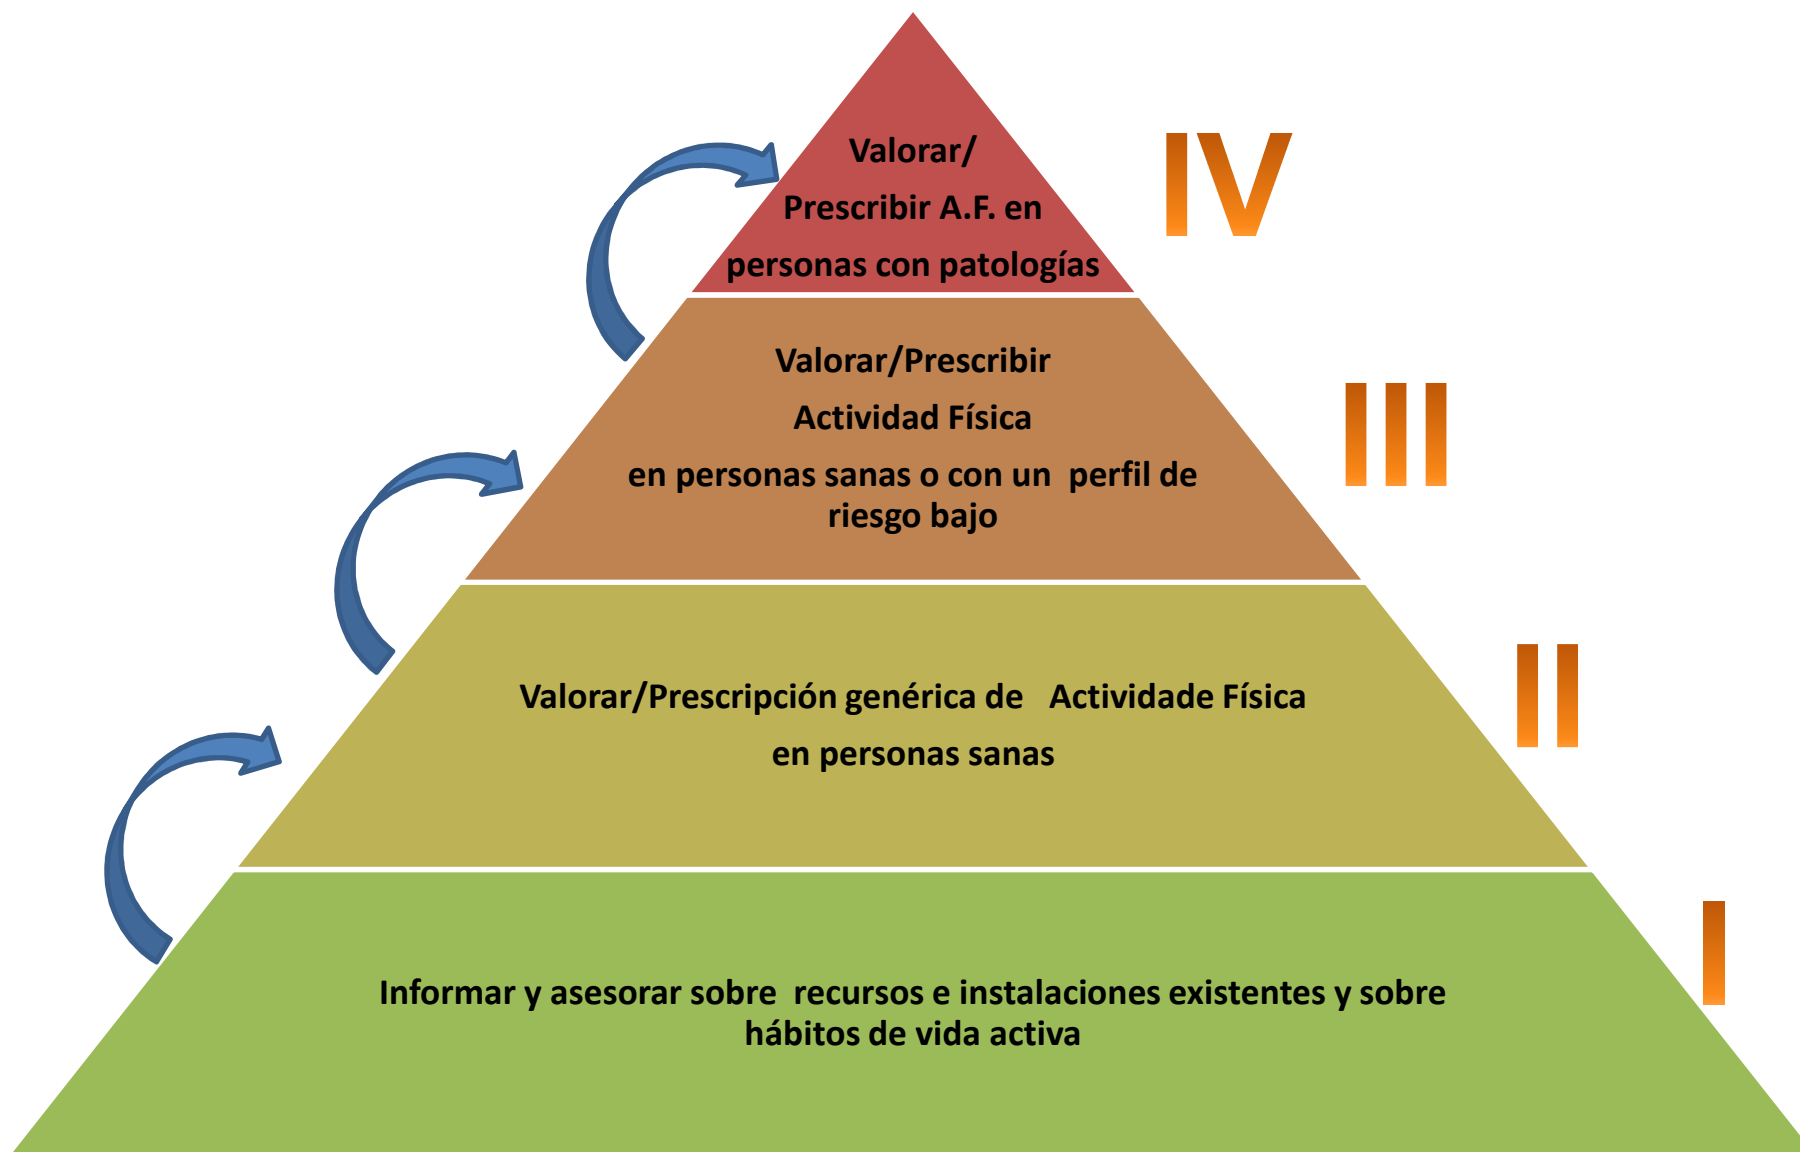 Valorar/
Prescribir A.F. en
personas con patologías
IV
Valorar/Prescribir
Actividad Física
en personas sanas o con un perfil de
riesgo bajo
III
Valorar/Prescripción genérica de Actividade Física
en personas sanas
II
Informar y asesorar sobre recursos e instalaciones existentes y sobre
hábitos de vida activa
I